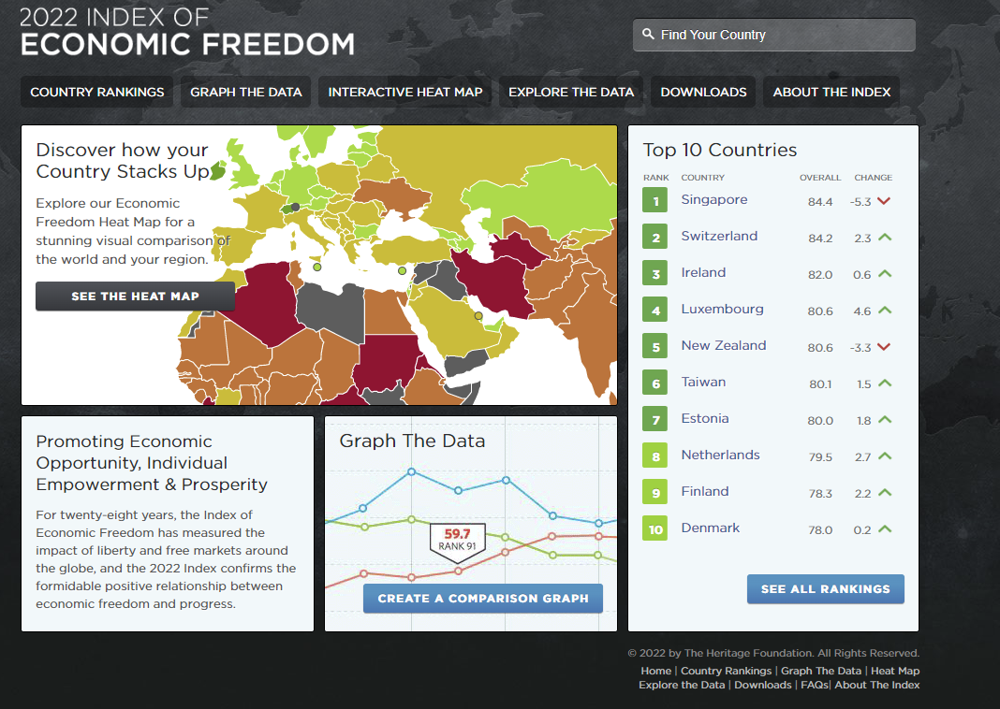 2022 INDEX OF
ECONOMIC FREEDOM
Find Your Country
COUNTRY RANKINGS
GRAPH THE DATA
INTERACTIVE HEAT MAP
EXPLORE THE DATA
DOWNLOADS
ABOUT THE INDEX
Discover how your
Country Stacks Up
Explore our Economic
Freedom Heat Map for a
stunning visual comparison of
the world and your region.
SEE THE HEAT MAP
Promoting Economic
Opportunity, Individual
Empowerment & Prosperity
For twenty-eight years, the Index of
Economic Freedom has measured the
impact of liberty and free markets around
the globe, and the 2022 Index confirms the
formidable positive relationship between
economic freedom and progress.
Graph The Data
59.7
RANK 91
CREATE A COMPARISON GRAPH
Top 10 Countries
RANK COUNTRY OVERALL CHANGE
1 Singapore 84.4 -5.3
2 Switzerland 84.2 2.3
3 Ireland 82.0 0.6
4 Luxembourg 80.6 4.6
5 New Zealand 80.6 -3.3
6 Taiwan 80.1 1.5
7 Estonia 80.0 1.8
8 Netherlands 79.5 2.7
9 Finland 78.3 2.2
10 Denmark 78.0 0.2
SEE ALL RANKINGS
© 2022 by The Heritage Foundation. All Rights Reserved.
Home | Country Rankings | Graph The Data | Heat Map
Explore the Data | Downloads | FAQs| About The Index